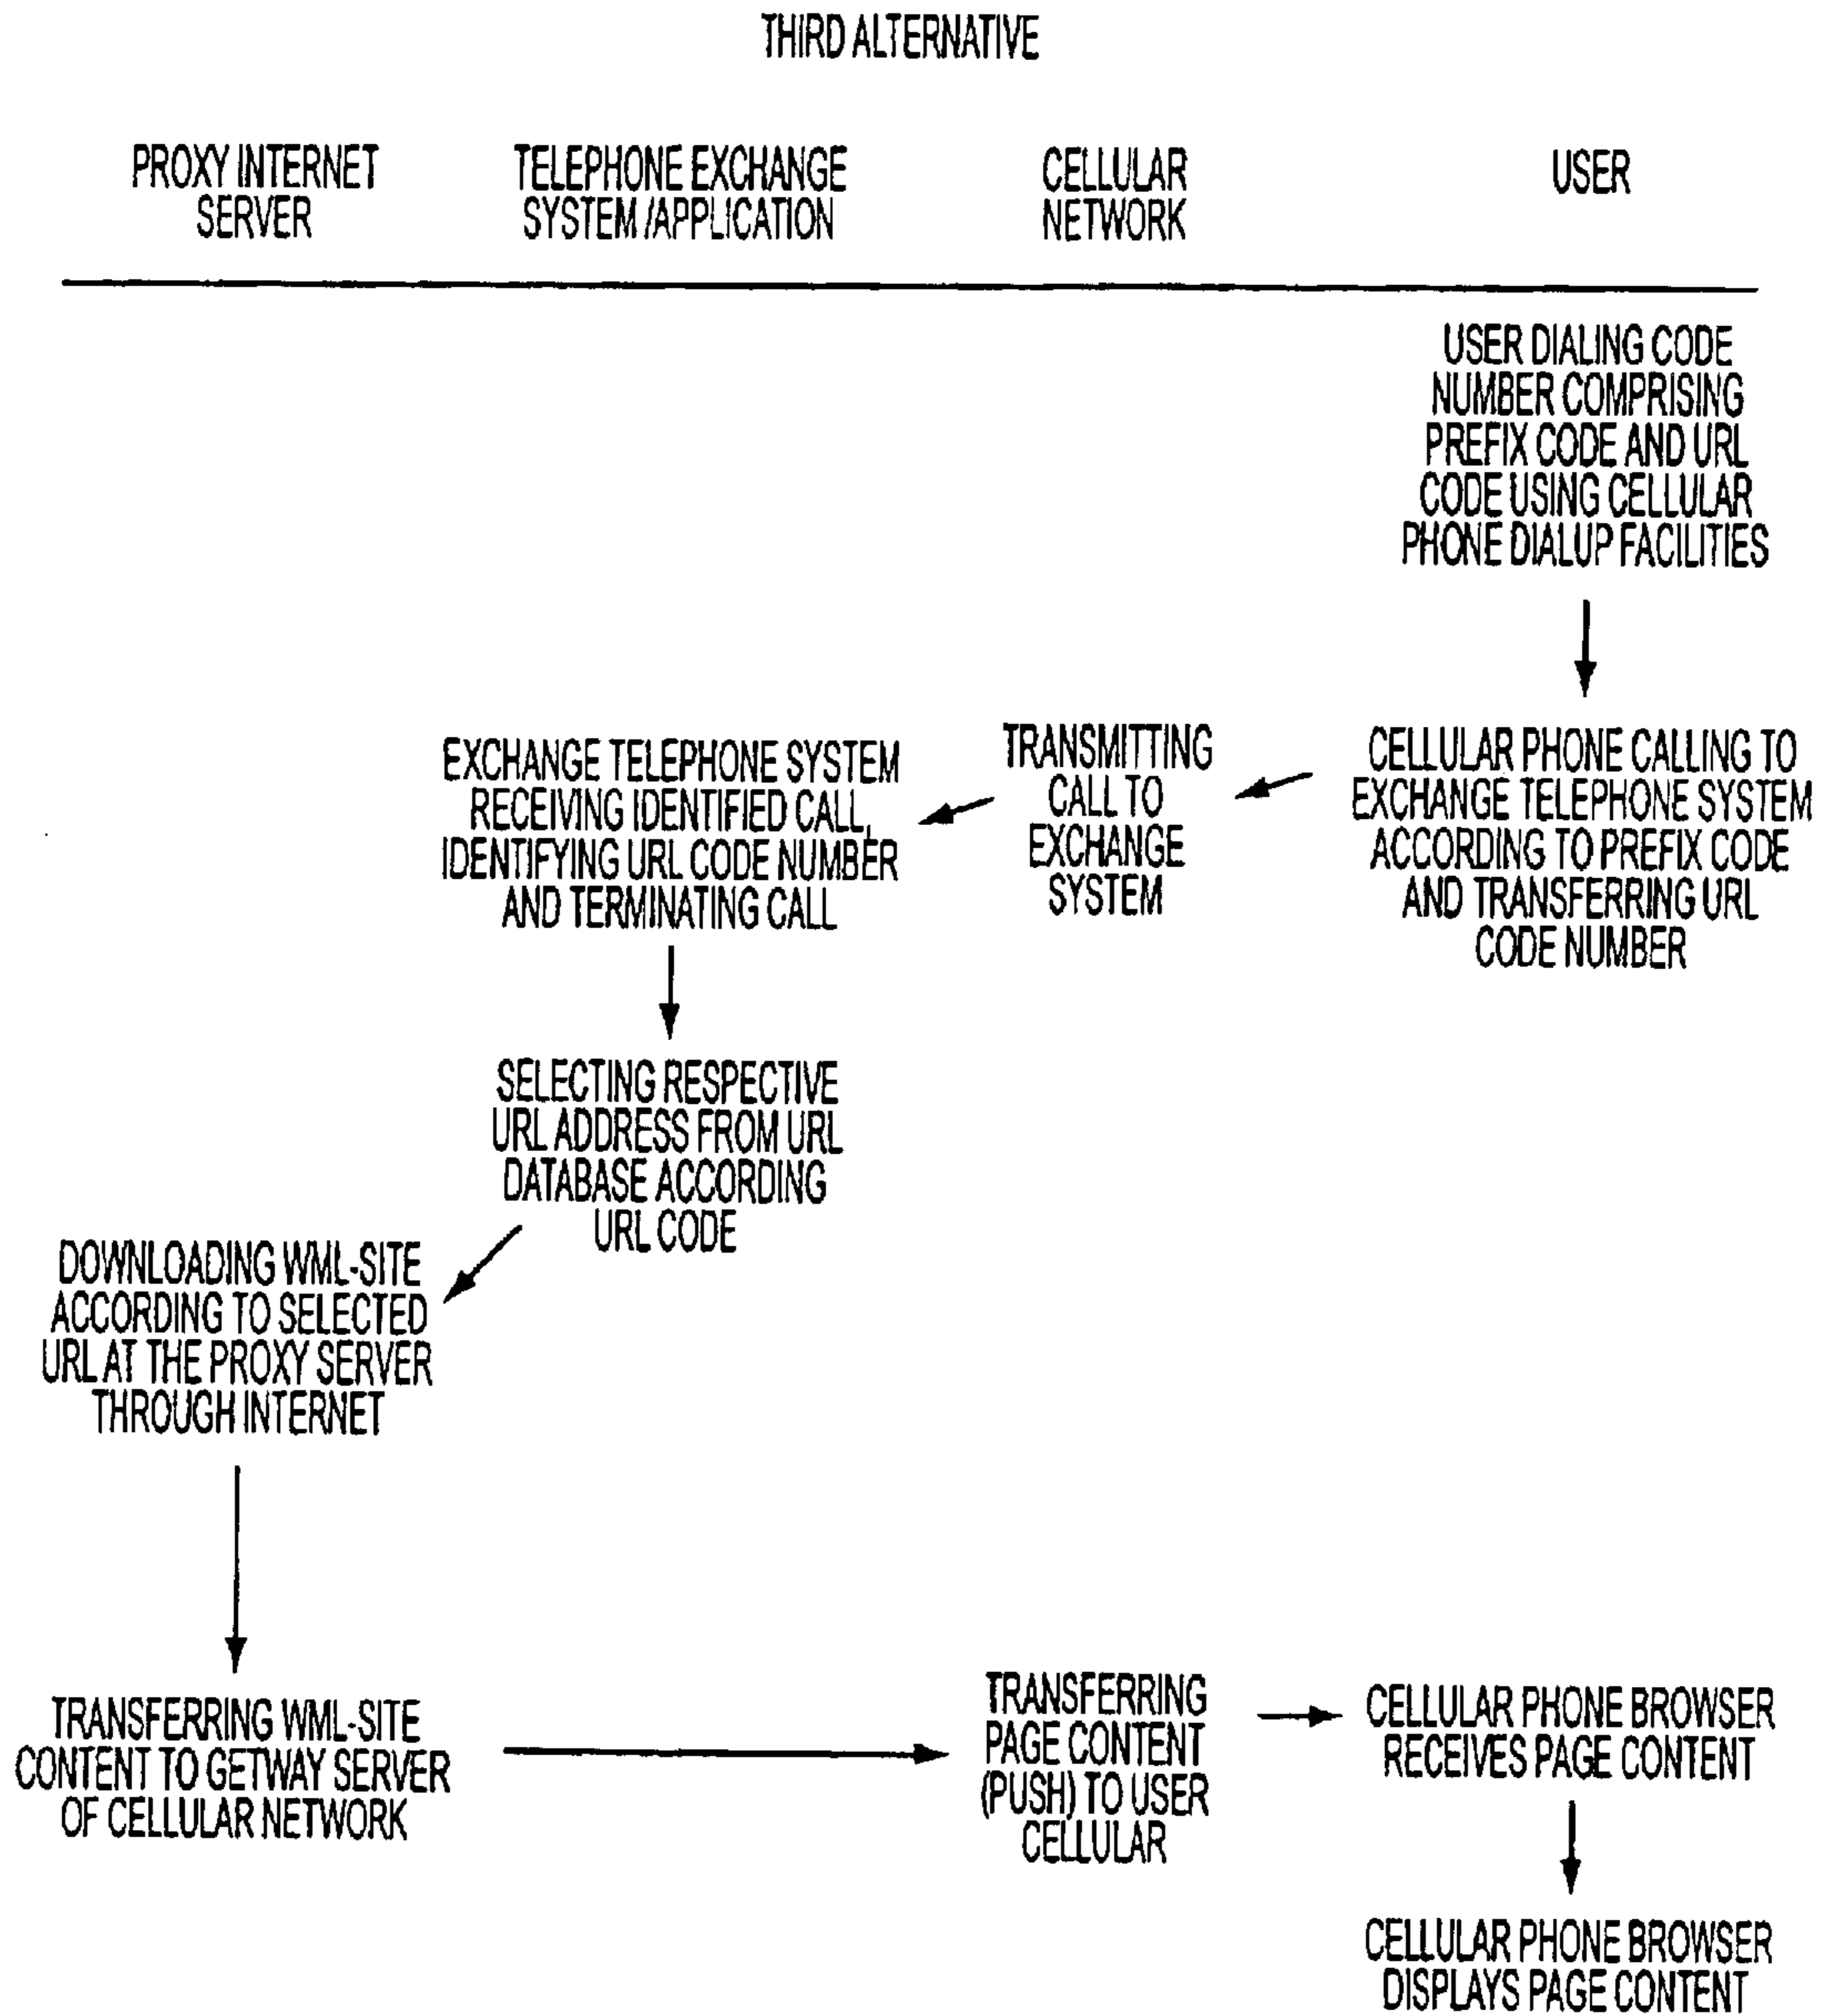 THIRD ALTERNATIVE
PROXY INTERNET
SERVER
TELEPHONE EXCHANGE
SYSTEM /APPLICATION
CELLULAR
NETWORK
USER
USER DIALING CODE
NUMBER COMPRISING
PREFIX CODE AND URL
CODE USING CELLULAR
PHONE DIALUP FACILITIES
CELLULAR PHONE CALLING TO
EXCHANGE TELEPHONE SYSTEM
ACCORDING TO PREFIX CODE
AND TRANSFERRING URL
CODE NUMBER
TRANSMITTING
CALL TO
EXCHANGE
SYSTEM
EXCHANGE TELEPHONE SYSTEM
RECEIVING IDENTIFIED CALL,
IDENTIFYING URL CODE NUMBER
AND TERMINATING CALL
SELECTING RESPECTIVE
URL ADDRESS FROM URL
DATABASE ACCORDING
URL CODE
DOWNLOADING WML-SITE
ACCORDING TO SELECTED
URL AT THE PROXY SERVER
THROUGH INTERNET
TRANSFERRING WML-SITE
CONTENT TO GETWAY SERVER
OF CELLULAR NETWORK
TRANSFERRING
PAGE CONTENT
(PUSH) TO USER
CELLULAR
CELLULAR PHONE BROWSER
RECEIVES PAGE CONTENT
CELLULAR PHONE BROWSER
DISPLAYS PAGE CONTENT